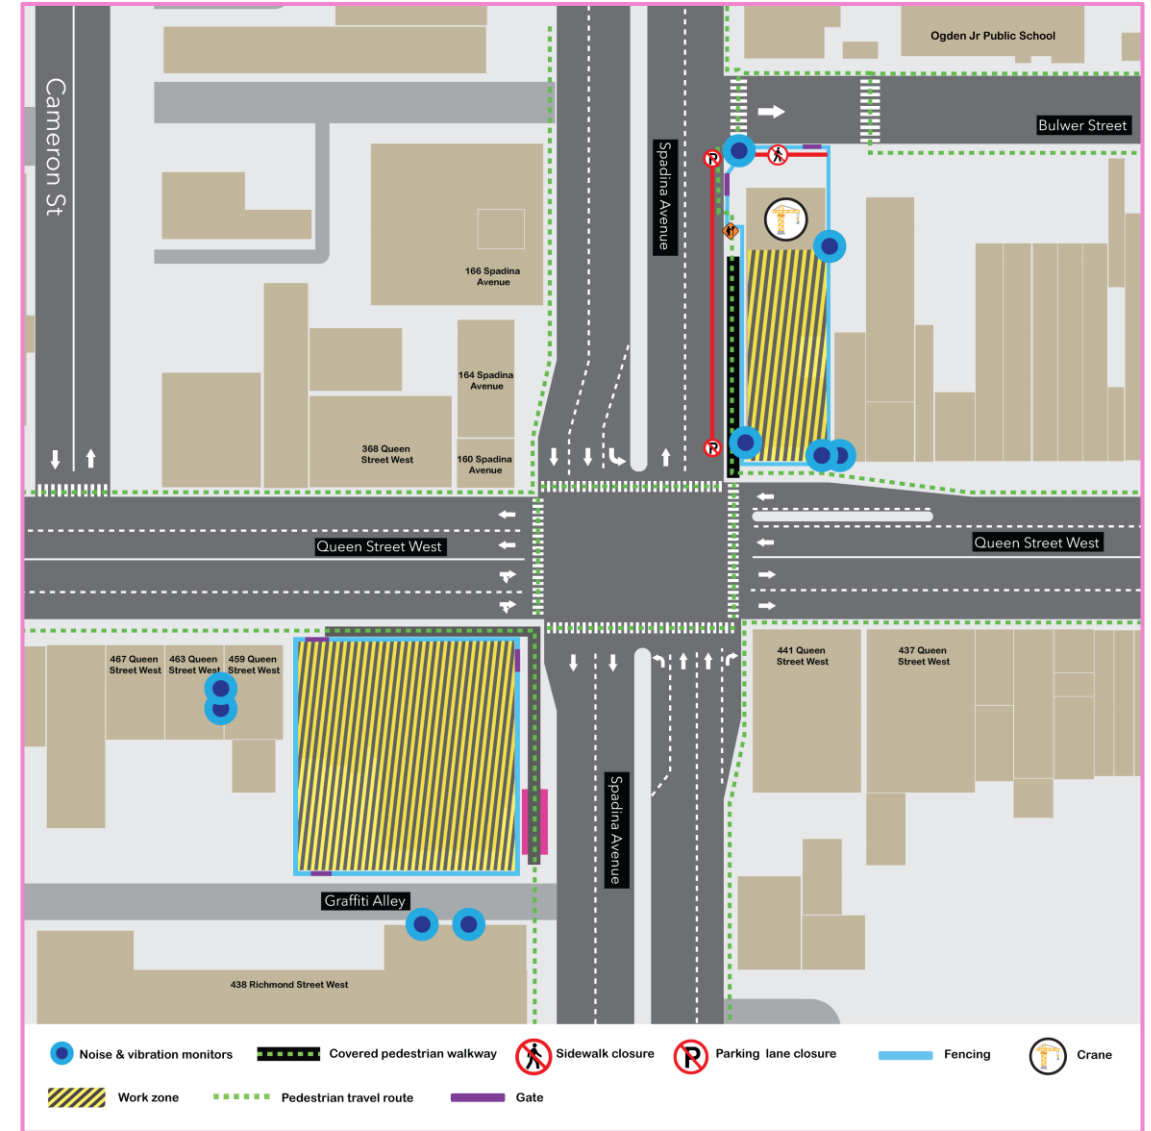 Ogden Jr Public School
Cameron St
Bulwer Street
Spadina Avenue
166 Spadina
Avenue
164 Spadina
Avenue
368 Queen
Street West
160 Spadina
Avenue
Queen Street West
Queen Street West
467 Queen
Street West
463 Queen
Street West
459 Queen
Street West
441 Queen
Street West
437 Queen
Street West
Spadina Avenue
Graffiti Alley
438 Richmond Street West
Noise & vibration monitors
Covered pedestrian walkway
Sidewalk closure
Parking lane closure
Fencing
Crane
Work zone
Pedestrian travel route
Gate